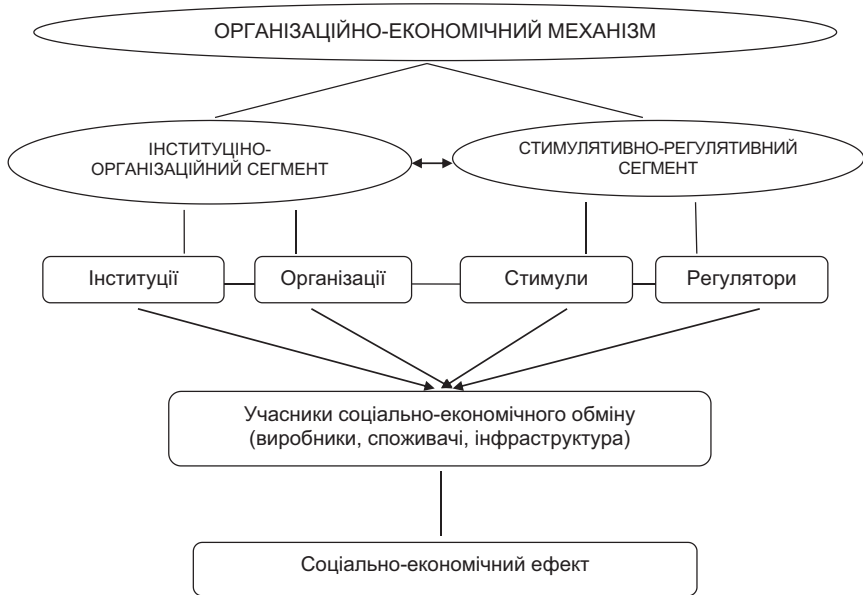 ОРГАНІЗАЦІЙНО-ЕКОНОМІЧНИЙ МЕХАНІЗМ
ІНСТИТУЦІНО-
ОРГАНІЗАЦІЙНИЙ СЕГМЕНТ
СТИМУЛЯТИВНО-РЕГУЛЯТИВНИЙ
СЕГМЕНТ
Інституції
Організації
Стимули
Регулятори
Учасники соціально-економічного обміну
(виробники, споживачі, інфраструктура)
Соціально-економічний ефект